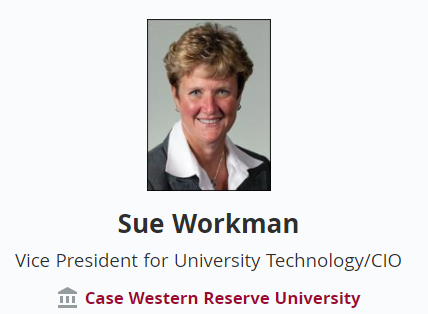 Sue Workman
Vice President for University Technology/CIO
Case Western Reserve University